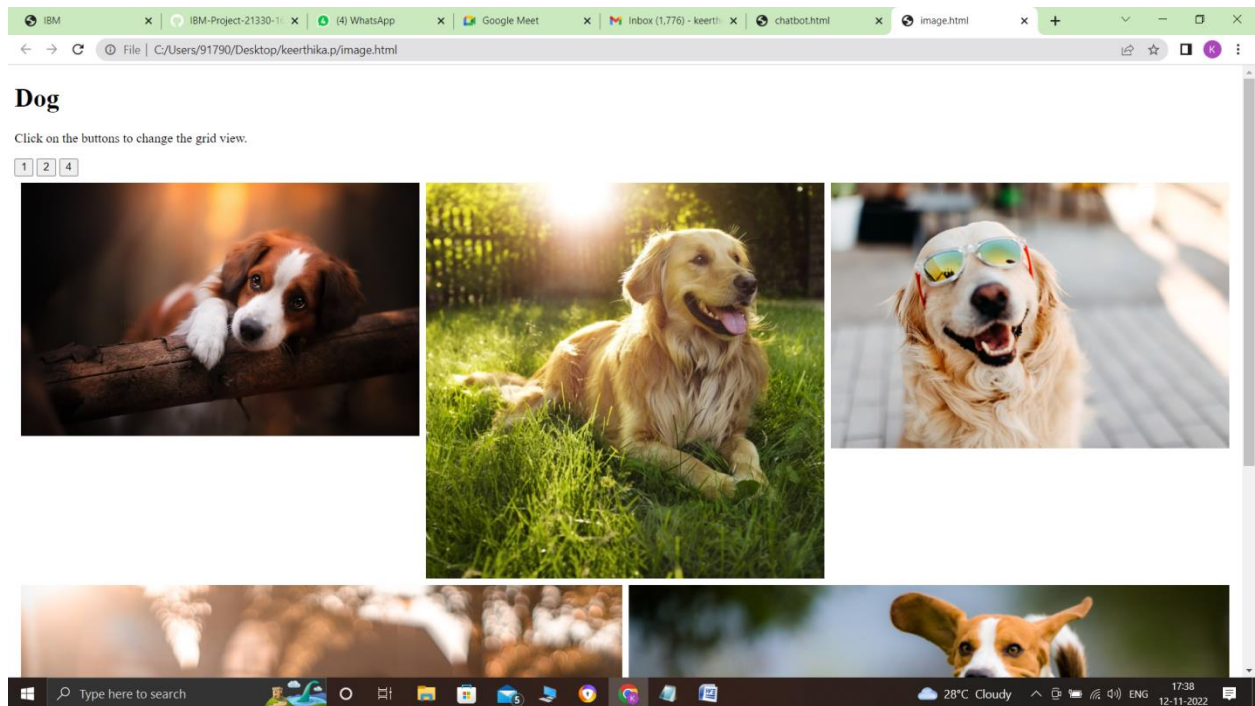 IBM
IBM-Project-21330-16
(4) WhatsApp
Google Meet
Inbox (1,776) - keerth
chatbot.html
image.html
File | C:/Users/91790/Desktop/keerthika.p/image.html
K
Dog
Click on the buttons to change the grid view.
1 2 4
Type here to search
5
28°C Cloudy
ENG
17:38
12-11-2022